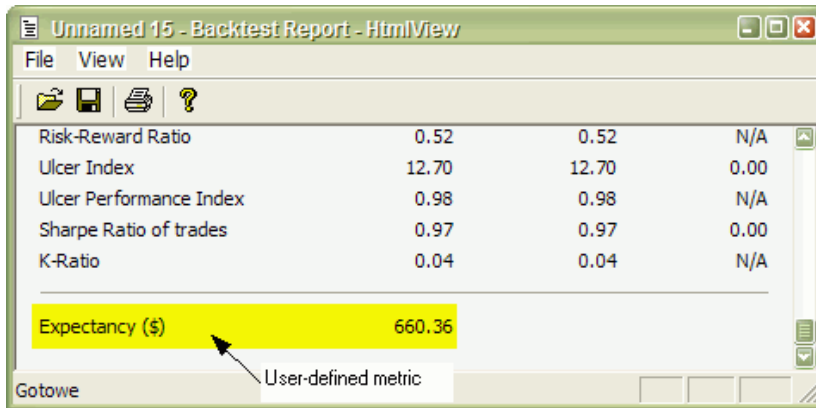 Unnamed 15 - Backtest Report - HtmlView
File View Help
Risk-Reward Ratio 0.52 0.52 N/A
Ulcer Index 12.70 12.70 0.00
Ulcer Performance Index 0.98 0.98 N/A
Sharpe Ratio of trades 0.97 0.97 0.00
K-Ratio 0.04 0.04 N/A
Expectancy ($) 660.36
User-defined metric
Gotowe